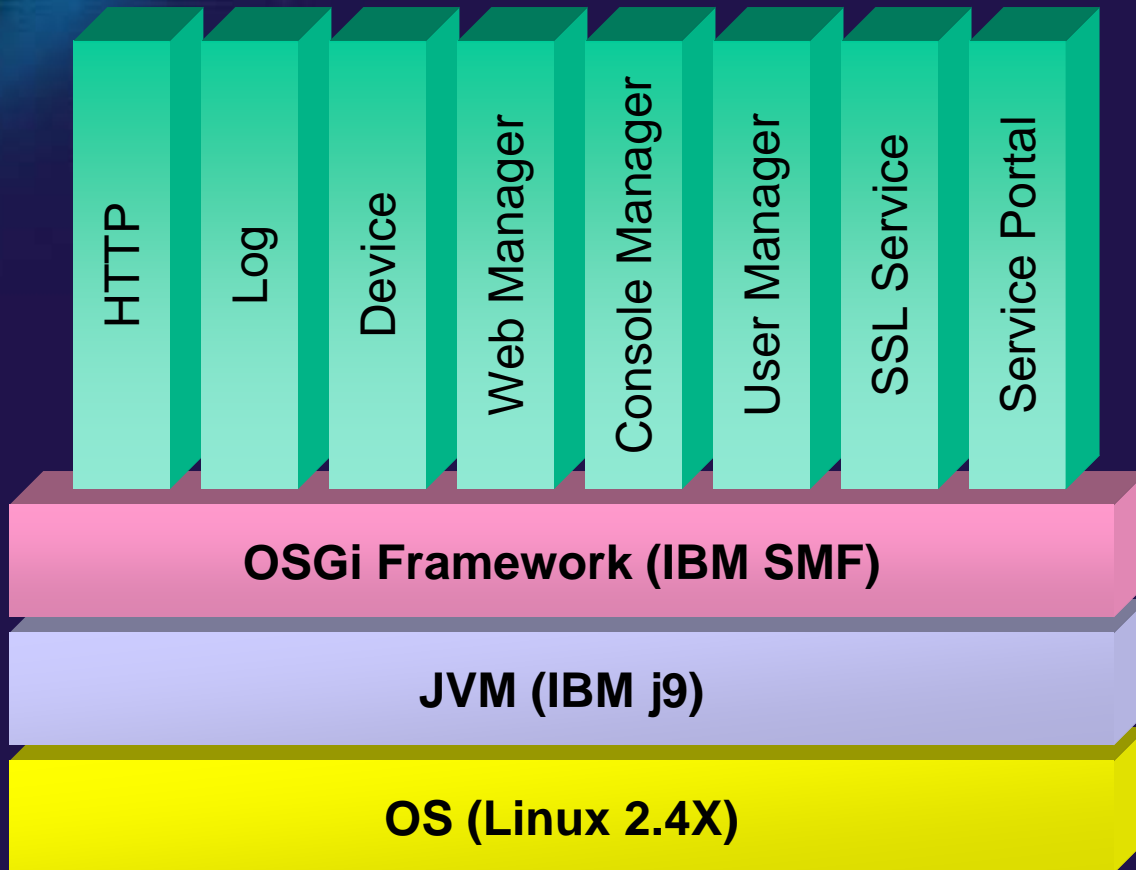 HTTP
Log
Device
Web Manager
Console Manager
User Manager
SSL Service
Service Portal
OSGi Framework (IBM SMF)
JVM (IBM j9)
OS (Linux 2.4X)